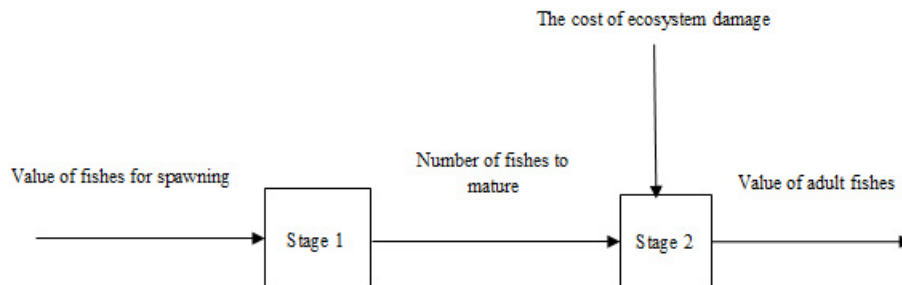 The cost of ecosystem damage
Value of fishes for spawning
Number of fishes to
mature
Value of adult fishes
Stage 1
Stage 2